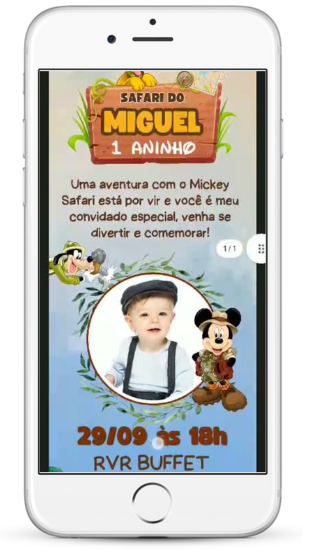 SAFARI DO
MIGUEL
1 ANINHO
Uma aventura com o Mickey
Safari está por vir e você é meu
convidado especial, venha se
divertir e comemorar!
1/1
29/09 às 18h
RVR BUFFET